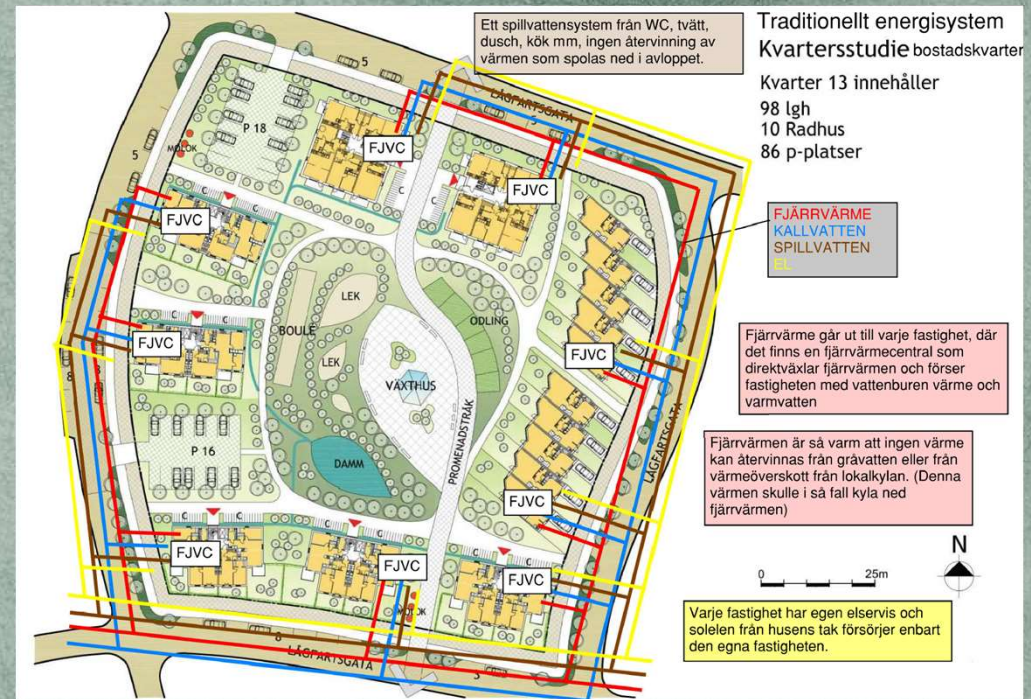 Ett spillvattensystem från WC, tvätt,
dusch, kök mm, ingen återvinning av
värmen som spolas ned i avloppet.
Traditionellt energisystem
Kvartersstudie bostadskvarter
Kvarter 13 innehåller
98 lgh
10 Radhus
86 p-platser
FJÄRRVÄRME
KALLVATTEN
SPILLVATTEN
EL
Fjärrvärme går ut till varje fastighet, där
det finns en fjärrvärmecentral som
direktväxlar fjärrvärmen och förser
fastigheten med vattenburen värme och
varmvatten
Fjärrvärmen är så varm att ingen värme
kan återvinnas från gråvatten eller från
värmeöverskott från lokalkylan. (Denna
värmen skulle i så fall kyla ned
fjärrvärmen)
N
0 25m
Varje fastighet har egen elservis och
solelen från husens tak försörjer enbart
den egna fastigheten.
5
LÅGFARTSGATA
5
P 18
5
MOLOK
FJVC
C
FJVC
C
C
FJVC
C
LEK
BOULE
ODLING
LEK
FJVC
C
FJVC
VÄXTHUS
PROMENADSTRÅK
LÅGFARTSGATA
8
P 16
DAMM
FJVC
C
C
C
FJVC
FJVC
FJVC
MOLOK
8
LÅGFARTSGATA
5